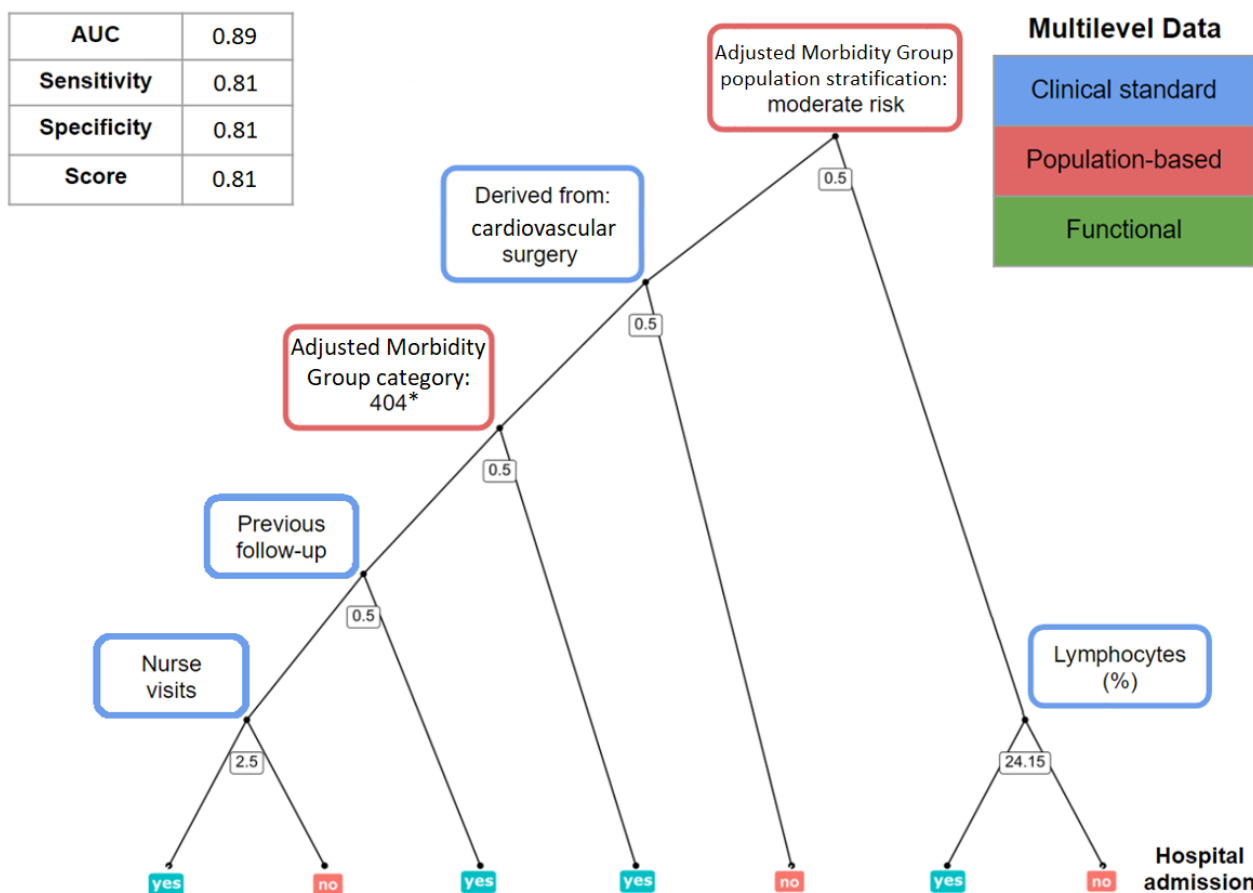 AUC 0.89
Sensitivity 0.81
Specificity 0.81
Score 0.81
Adjusted Morbidity Group
population stratification:
moderate risk
0.5
Multilevel Data
Clinical standard
Population-based
Functional
Derived from:
cardiovascular
surgery
0.5
Adjusted Morbidity
Group category:
404*
0.5
Previous
follow-up
0.5
Nurse
visits
2.5
Lymphocytes
(%)
24.15
yes no yes yes no yes no
Hospital
admission